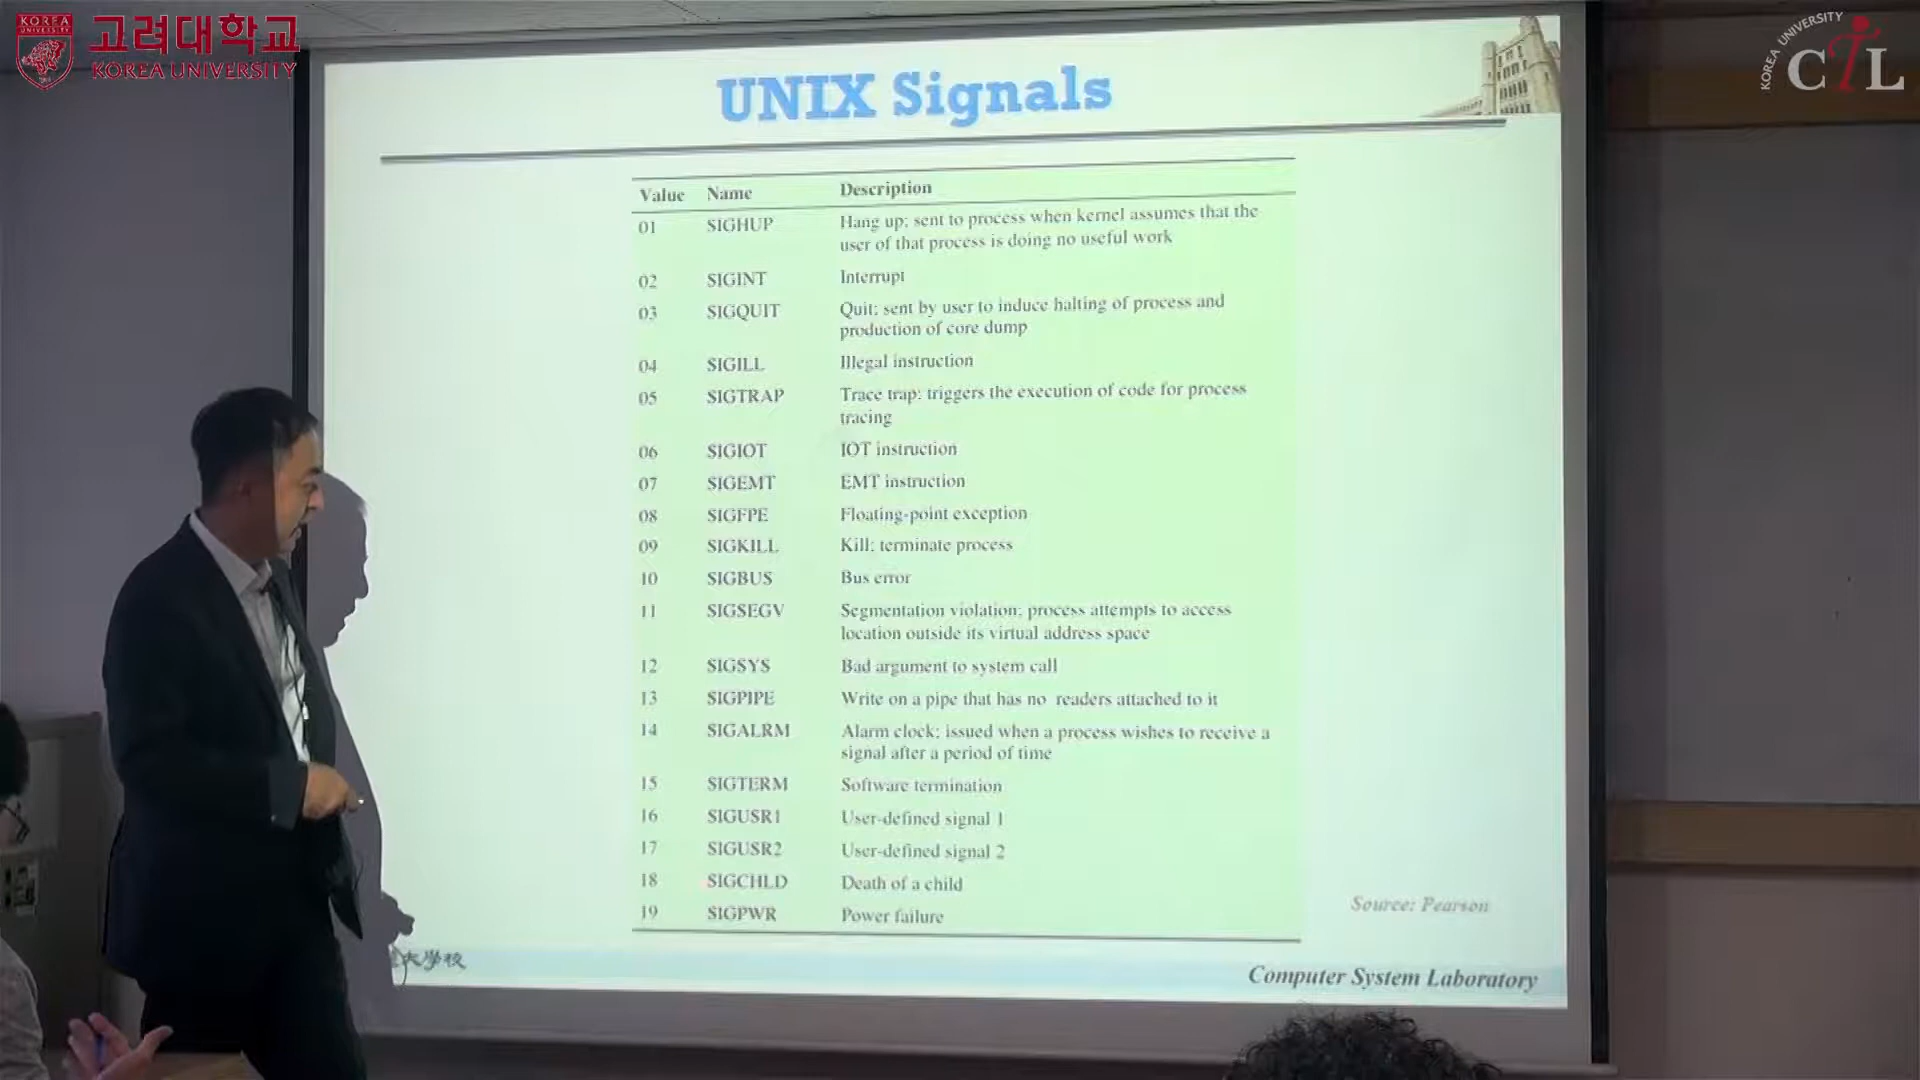 KOREA
UNIVERSITY
고려대학교
KOREA UNIVERSITY
KOREA UNIVERSITY
CTL
UNIX Signals
Value Name Description
01 SIGHUP Hang up; sent to process when kernel assumes that the
user of that process is doing no useful work
02 SIGINT Interrupt
03 SIGQUIT Quit; sent by user to induce halting of process and
production of core dump
04 SIGILL Illegal instruction
05 SIGTRAP Trace trap; triggers the execution of code for process
tracing
06 SIGIOT IOT instruction
07 SIGEMT EMT instruction
08 SIGFPE Floating-point exception
09 SIGKILL Kill; terminate process
10 SIGBUS Bus error
11 SIGSEGV Segmentation violation; process attempts to access
location outside its virtual address space
12 SIGSYS Bad argument to system call
13 SIGPIPE Write on a pipe that has no readers attached to it
14 SIGALRM Alarm clock; issued when a process wishes to receive a
signal after a period of time
15 SIGTERM Software termination
16 SIGUSR1 User-defined signal 1
17 SIGUSR2 User-defined signal 2
18 SIGCHLD Death of a child
19 SIGPWR Power failure
Source: Pearson
大學校
Computer System Laboratory